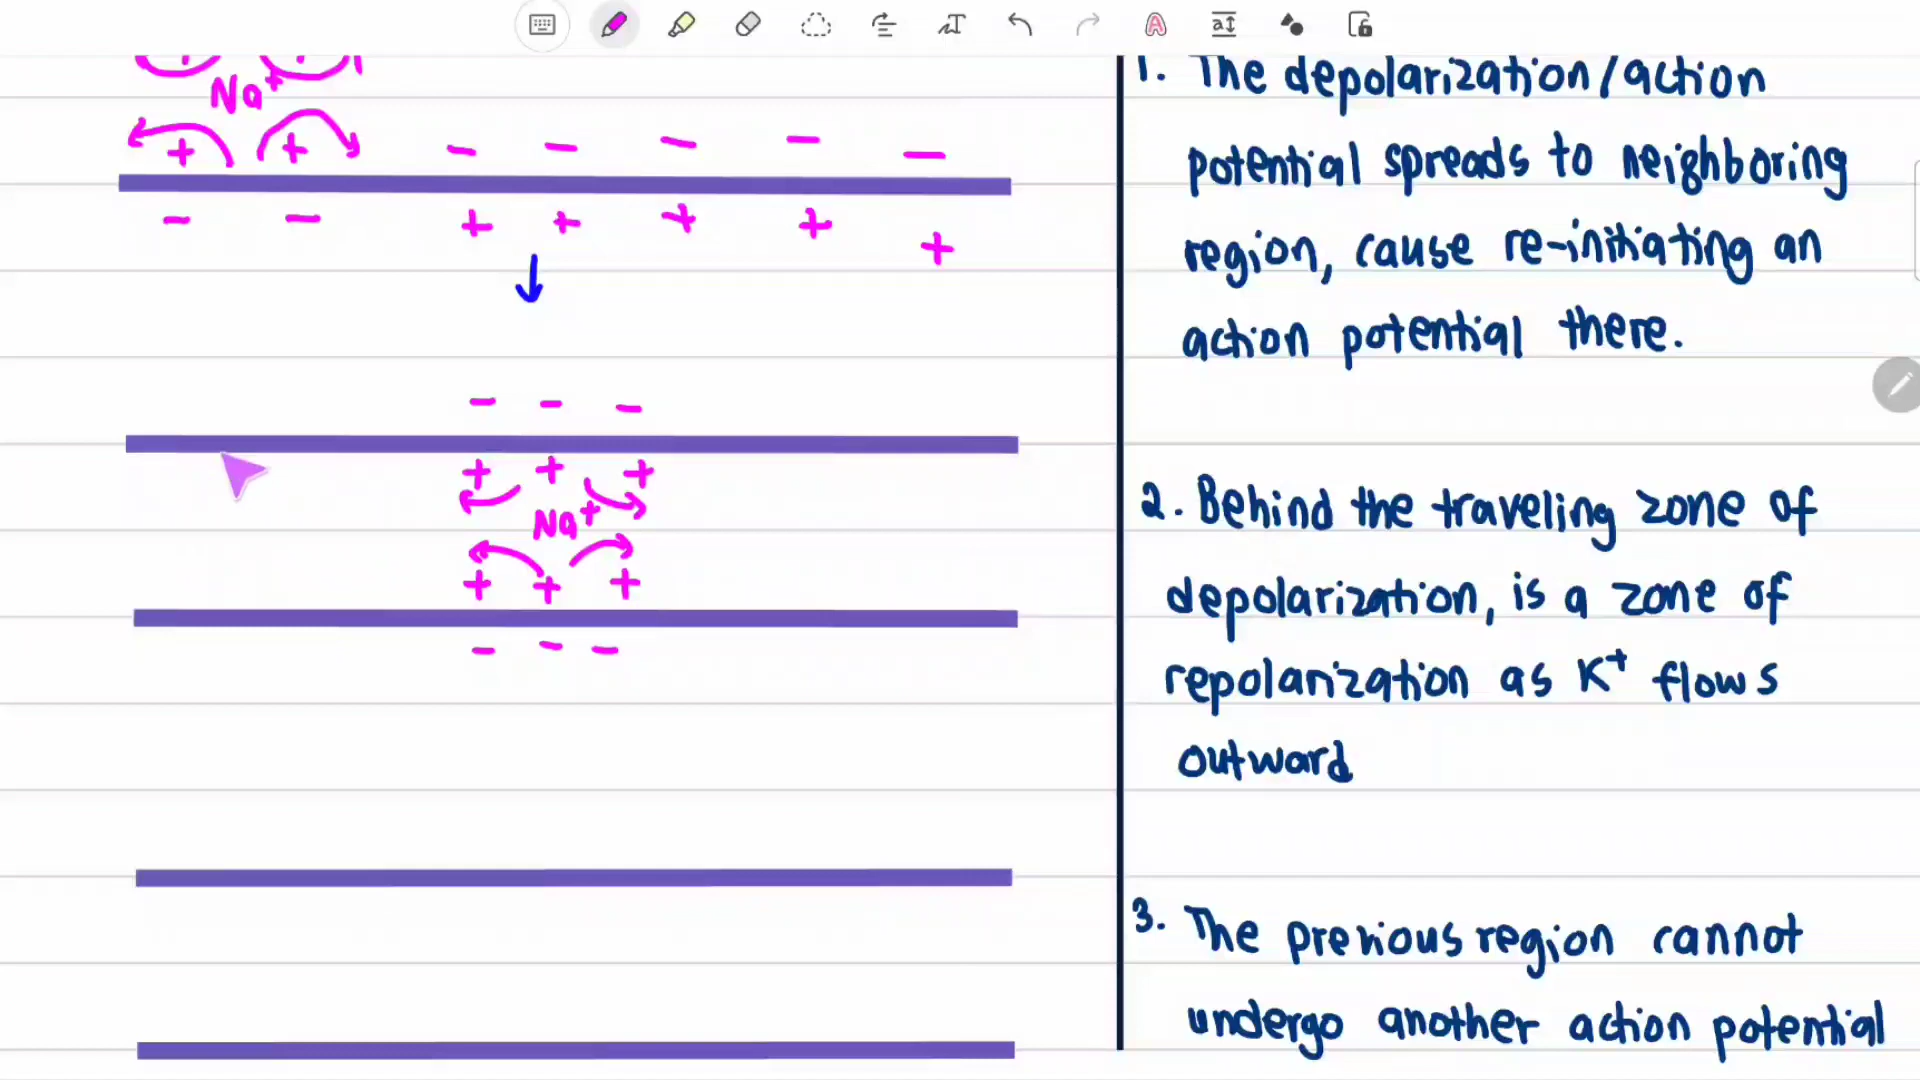 1. The depolarization/action
potential spreads to neighboring
region, cause re-initiating an
action potential there.
2. Behind the traveling zone of
depolarization, is a zone of
repolarization as K⁺ flows
outward
3. The previous region cannot
undergo another action potential
Na⁺
+ +
− − − − −
− − + + + + +
− − −
+ + +
Na⁺
+ + +
− − −